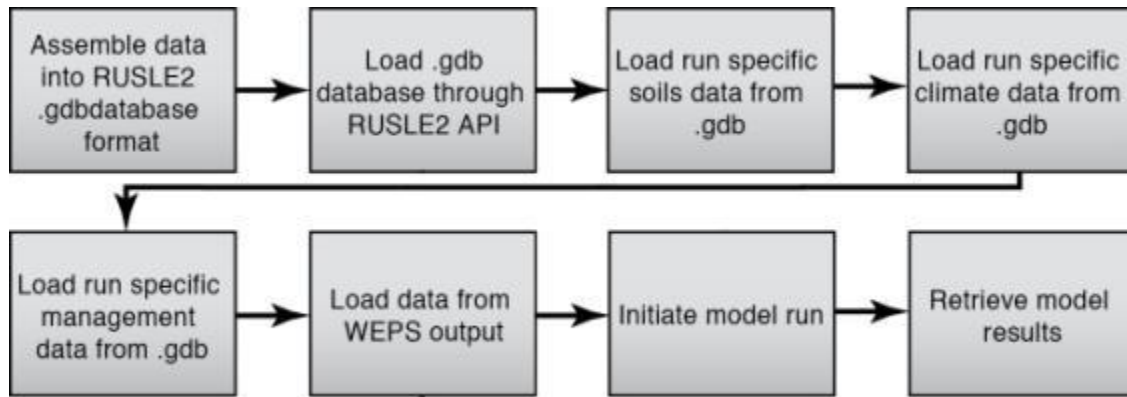 Assemble data
into RUSLE2
.gdbdatabase
format
Load .gdb
database through
RUSLE2 API
Load run specific
soils data from
.gdb
Load run specific
climate data from
.gdb
Load run specific
management
data from .gdb
Load data from
WEPS output
Initiate model run
Retrieve model
results